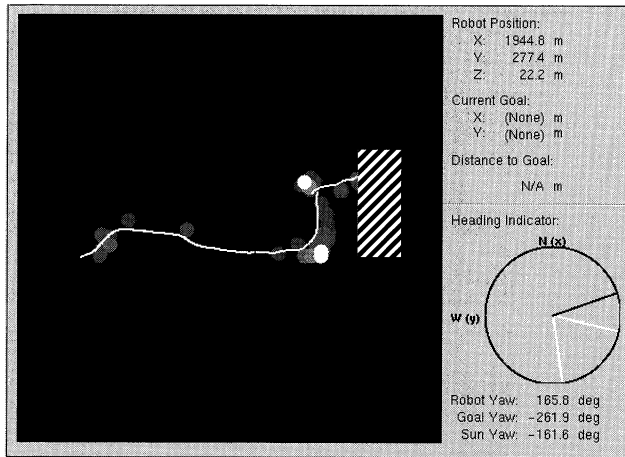 Robot Position:
X: 1944.8 m
Y: 277.4 m
Z: 22.2 m
Current Goal:
X: (None) m
Y: (None) m
Distance to Goal:
N/A m
Heading Indicator:
N (x)
W (y)
Robot Yaw: 165.8 deg
Goal Yaw: -261.9 deg
Sun Yaw: -161.6 deg